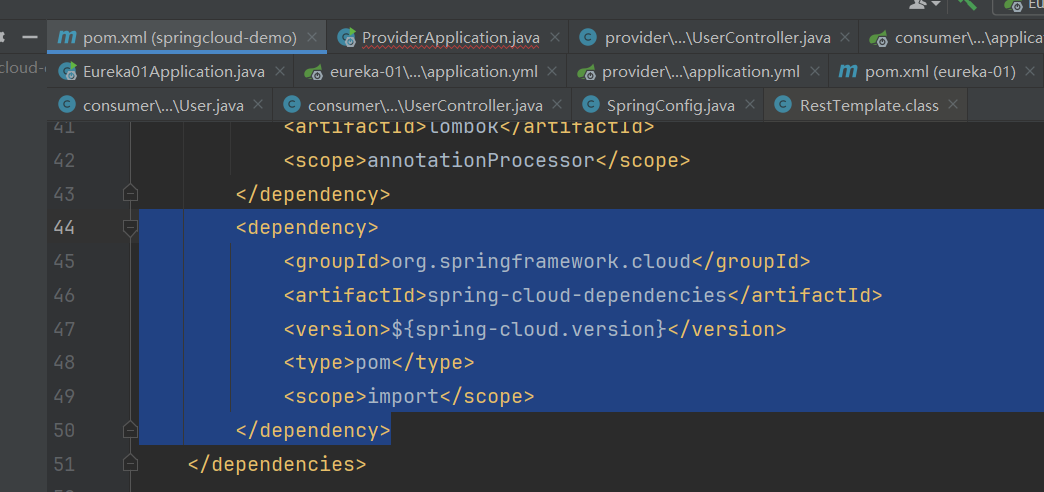 Eu
pom.xml (springcloud-demo) ProviderApplication.java provider\...\UserController.java consumer\...\applica
cloud-
Eureka01Application.java eureka-01\...\application.yml provider\...\application.yml pom.xml (eureka-01)
consumer\...\User.java consumer\...\UserController.java SpringConfig.java RestTemplate.class
41 <artifactId>lombok</artifactId>
42 <scope>annotationProcessor</scope>
43 </dependency>
44 <dependency>
45 <groupId>org.springframework.cloud</groupId>
46 <artifactId>spring-cloud-dependencies</artifactId>
47 <version>${spring-cloud.version}</version>
48 <type>pom</type>
49 <scope>import</scope>
50 </dependency>
51 </dependencies>